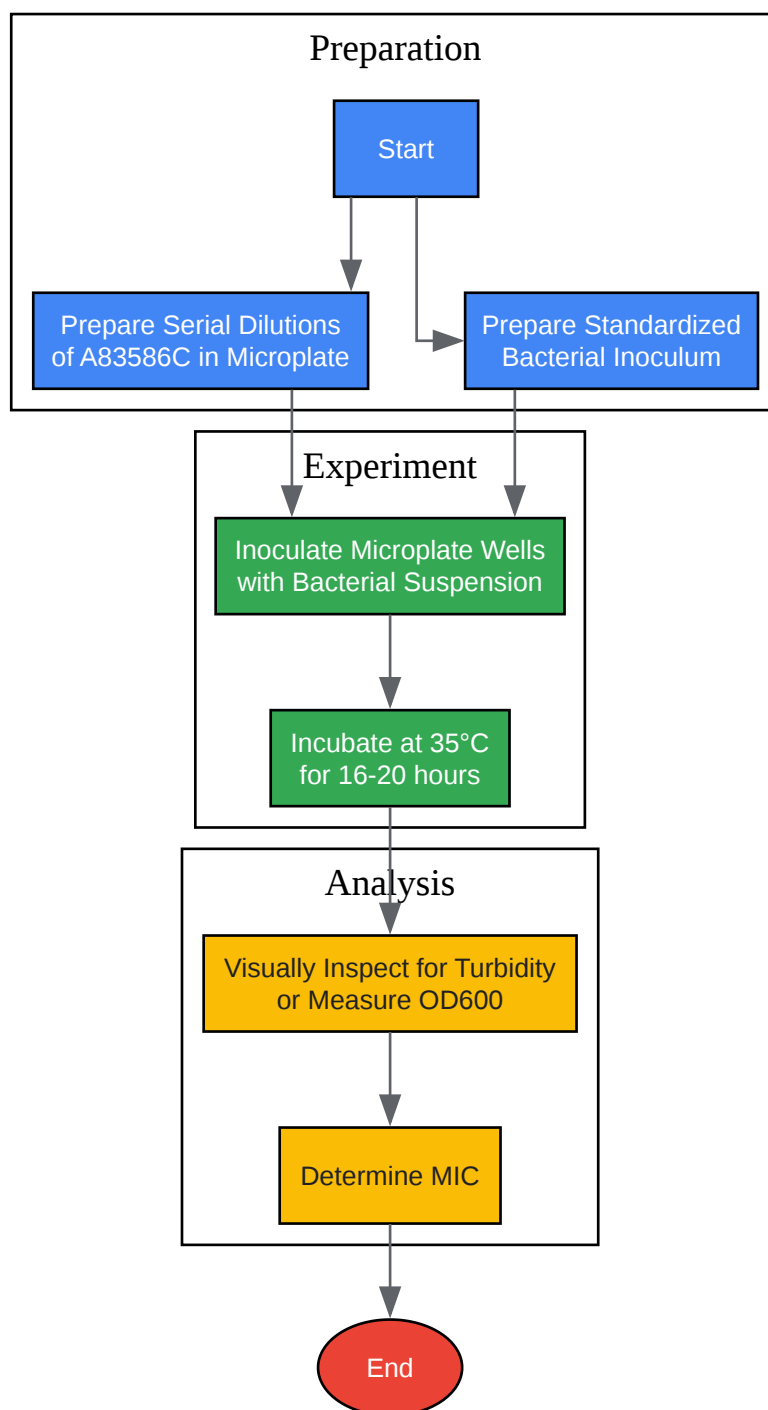 Preparation
Start
Prepare Serial Dilutions
of A83586C in Microplate
Prepare Standardized
Bacterial Inoculum
Experiment
Inoculate Microplate Wells
with Bacterial Suspension
Incubate at 35°C
for 16-20 hours
Analysis
Visually Inspect for Turbidity
or Measure OD600
Determine MIC
End